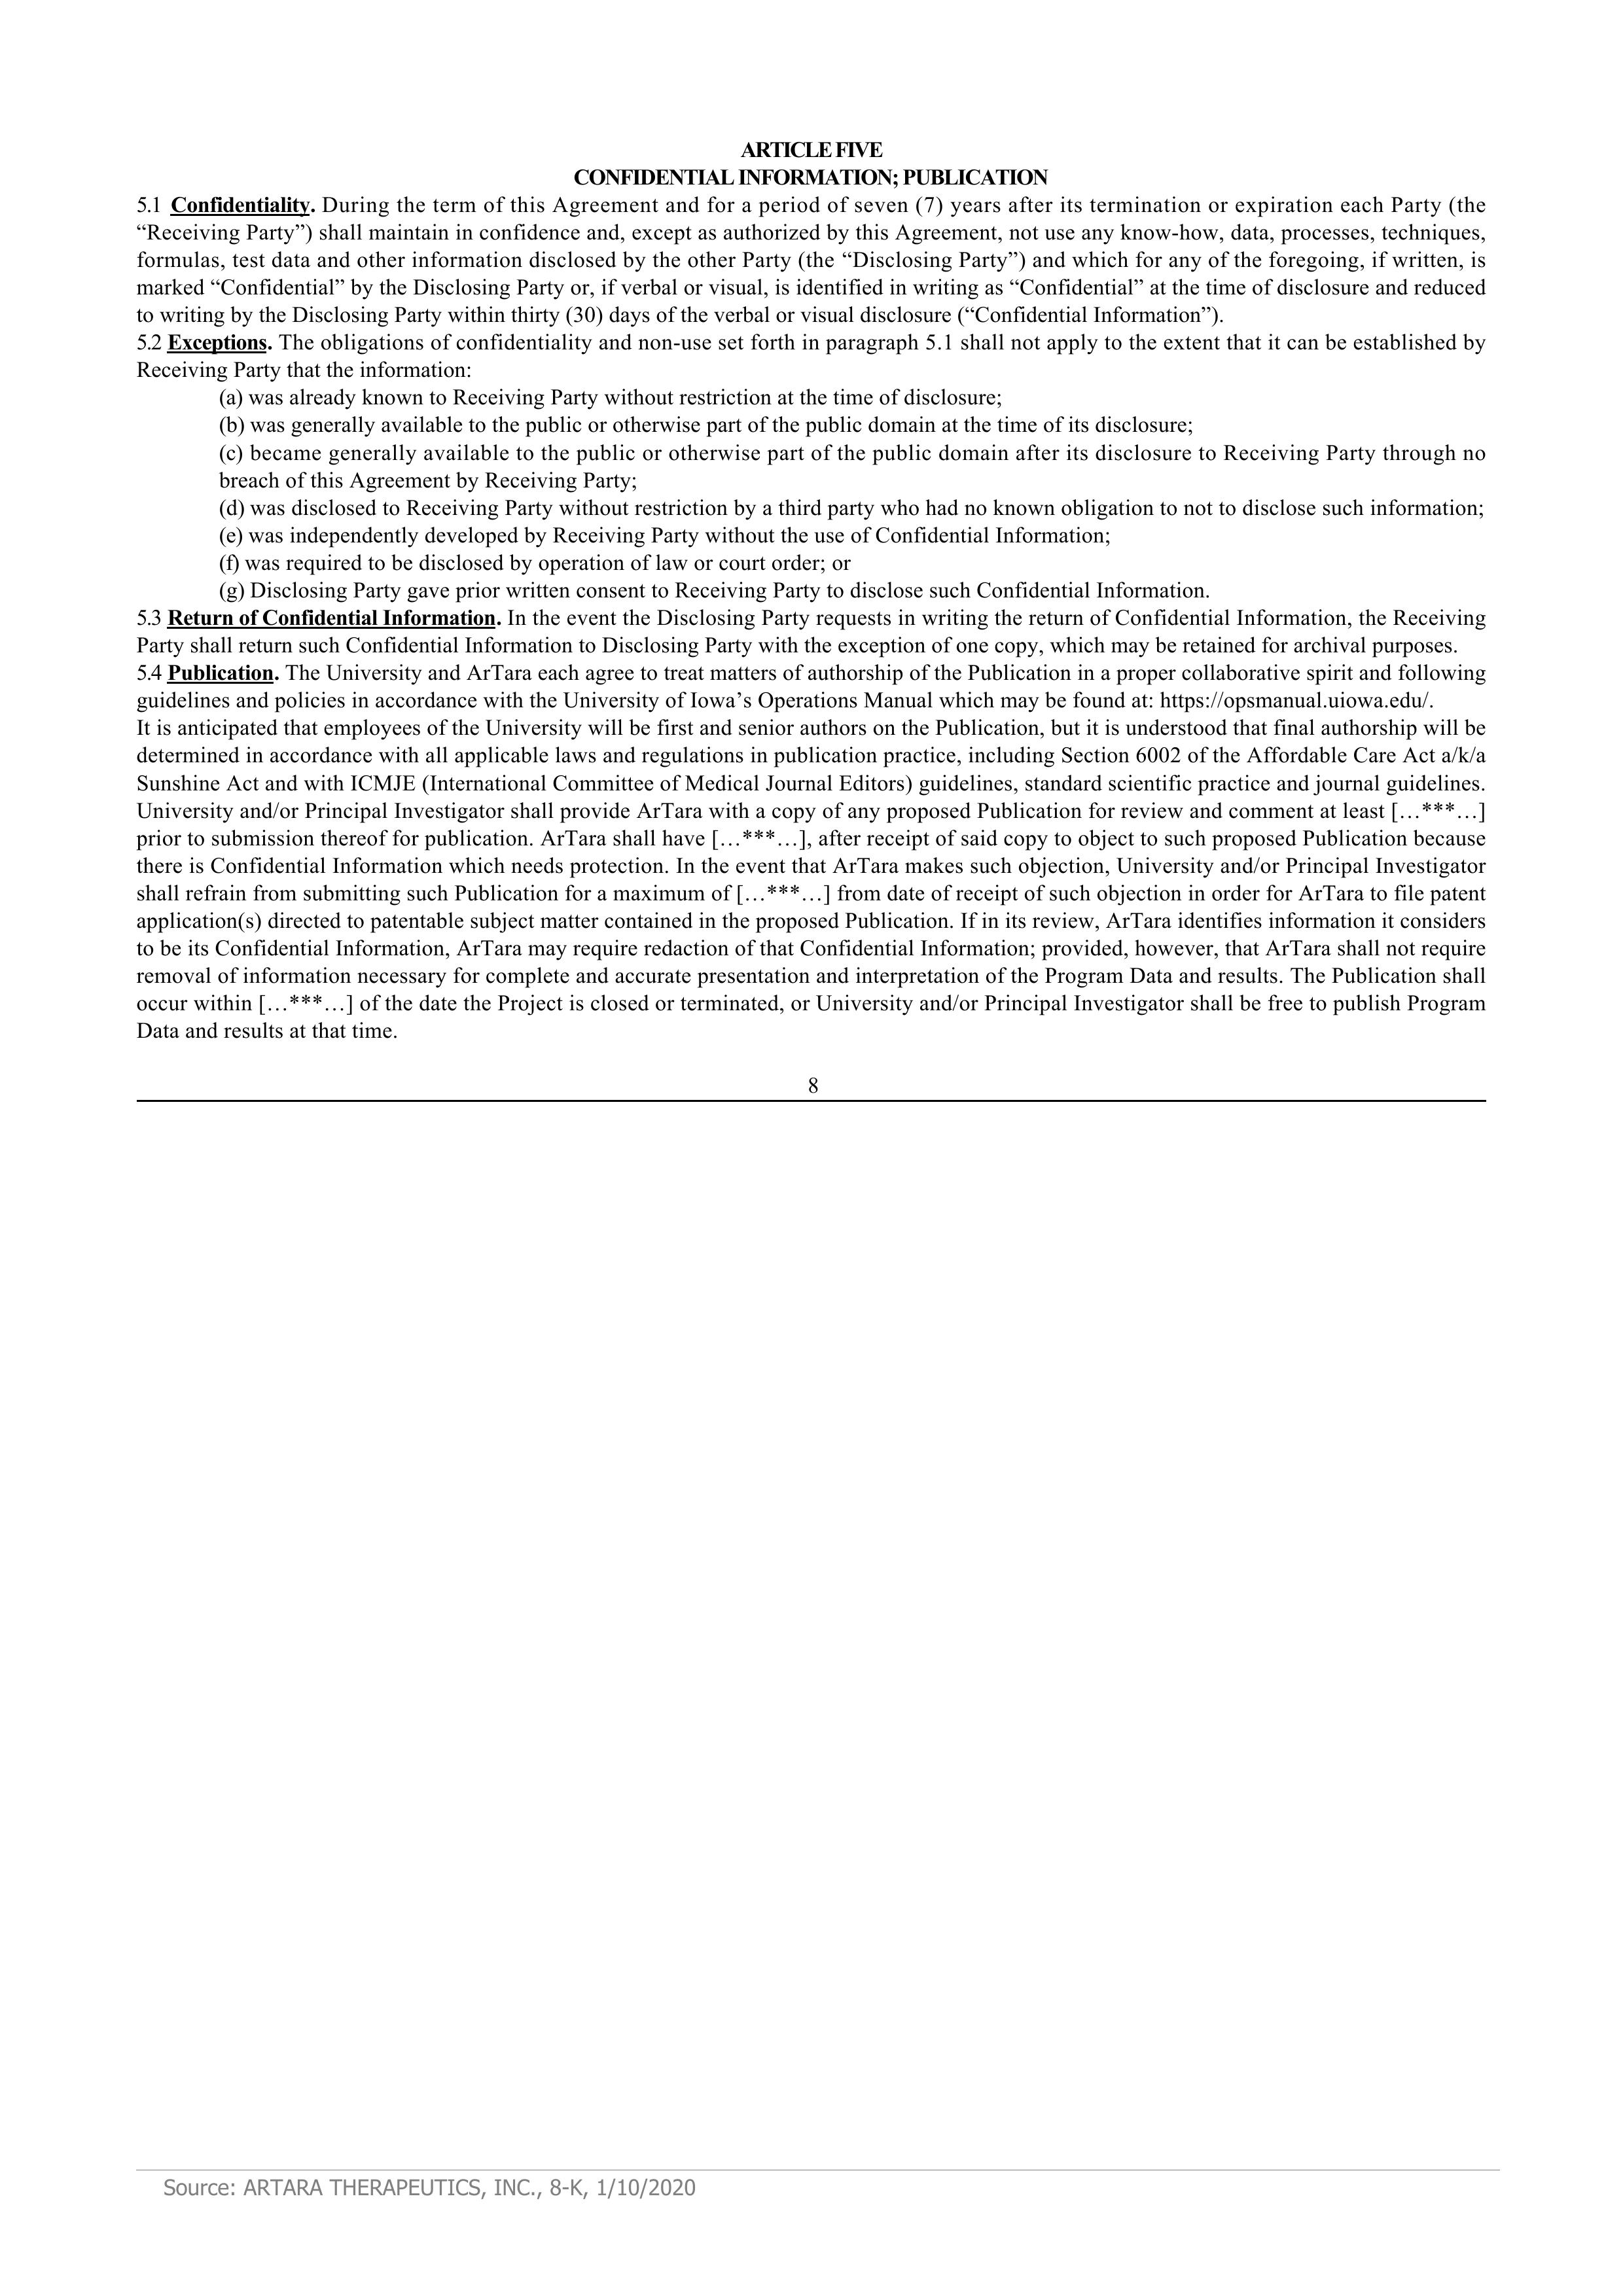 ARTICLE FIVE
CONFIDENTIAL INFORMATION; PUBLICATION
5.1 Confidentiality. During the term of this Agreement and for a period of seven (7) years after its termination or expiration each Party (the
“Receiving Party”) shall maintain in confidence and, except as authorized by this Agreement, not use any know-how, data, processes, techniques,
formulas, test data and other information disclosed by the other Party (the “Disclosing Party”) and which for any of the foregoing, if written, is
marked “Confidential” by the Disclosing Party or, if verbal or visual, is identified in writing as “Confidential” at the time of disclosure and reduced
to writing by the Disclosing Party within thirty (30) days of the verbal or visual disclosure (“Confidential Information”).
5.2 Exceptions. The obligations of confidentiality and non-use set forth in paragraph 5.1 shall not apply to the extent that it can be established by
Receiving Party that the information:
(a) was already known to Receiving Party without restriction at the time of disclosure;
(b) was generally available to the public or otherwise part of the public domain at the time of its disclosure;
(c) became generally available to the public or otherwise part of the public domain after its disclosure to Receiving Party through no
breach of this Agreement by Receiving Party;
(d) was disclosed to Receiving Party without restriction by a third party who had no known obligation to not to disclose such information;
(e) was independently developed by Receiving Party without the use of Confidential Information;
(f) was required to be disclosed by operation of law or court order; or
(g) Disclosing Party gave prior written consent to Receiving Party to disclose such Confidential Information.
5.3 Return of Confidential Information. In the event the Disclosing Party requests in writing the return of Confidential Information, the Receiving
Party shall return such Confidential Information to Disclosing Party with the exception of one copy, which may be retained for archival purposes.
5.4 Publication. The University and ArTara each agree to treat matters of authorship of the Publication in a proper collaborative spirit and following
guidelines and policies in accordance with the University of Iowa’s Operations Manual which may be found at: https://opsmanual.uiowa.edu/.
It is anticipated that employees of the University will be first and senior authors on the Publication, but it is understood that final authorship will be
determined in accordance with all applicable laws and regulations in publication practice, including Section 6002 of the Affordable Care Act a/k/a
Sunshine Act and with ICMJE (International Committee of Medical Journal Editors) guidelines, standard scientific practice and journal guidelines.
University and/or Principal Investigator shall provide ArTara with a copy of any proposed Publication for review and comment at least […***…]
prior to submission thereof for publication. ArTara shall have […***…], after receipt of said copy to object to such proposed Publication because
there is Confidential Information which needs protection. In the event that ArTara makes such objection, University and/or Principal Investigator
shall refrain from submitting such Publication for a maximum of […***…] from date of receipt of such objection in order for ArTara to file patent
application(s) directed to patentable subject matter contained in the proposed Publication. If in its review, ArTara identifies information it considers
to be its Confidential Information, ArTara may require redaction of that Confidential Information; provided, however, that ArTara shall not require
removal of information necessary for complete and accurate presentation and interpretation of the Program Data and results. The Publication shall
occur within […***…] of the date the Project is closed or terminated, or University and/or Principal Investigator shall be free to publish Program
Data and results at that time.
8
Source: ARTARA THERAPEUTICS, INC., 8-K, 1/10/2020